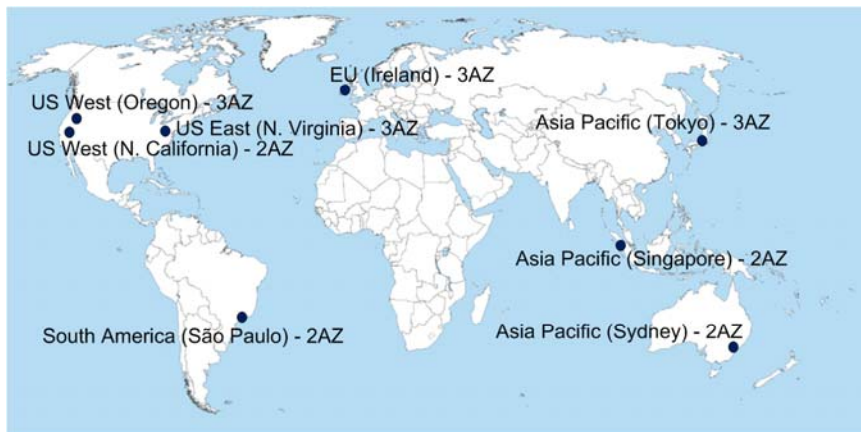 EU (Ireland) - 3AZ
US West (Oregon) - 3AZ
US East (N. Virginia) - 3AZ
Asia Pacific (Tokyo) - 3AZ
US West (N. California) - 2AZ
Asia Pacific (Singapore) - 2AZ
South America (São Paulo) - 2AZ
Asia Pacific (Sydney) - 2AZ